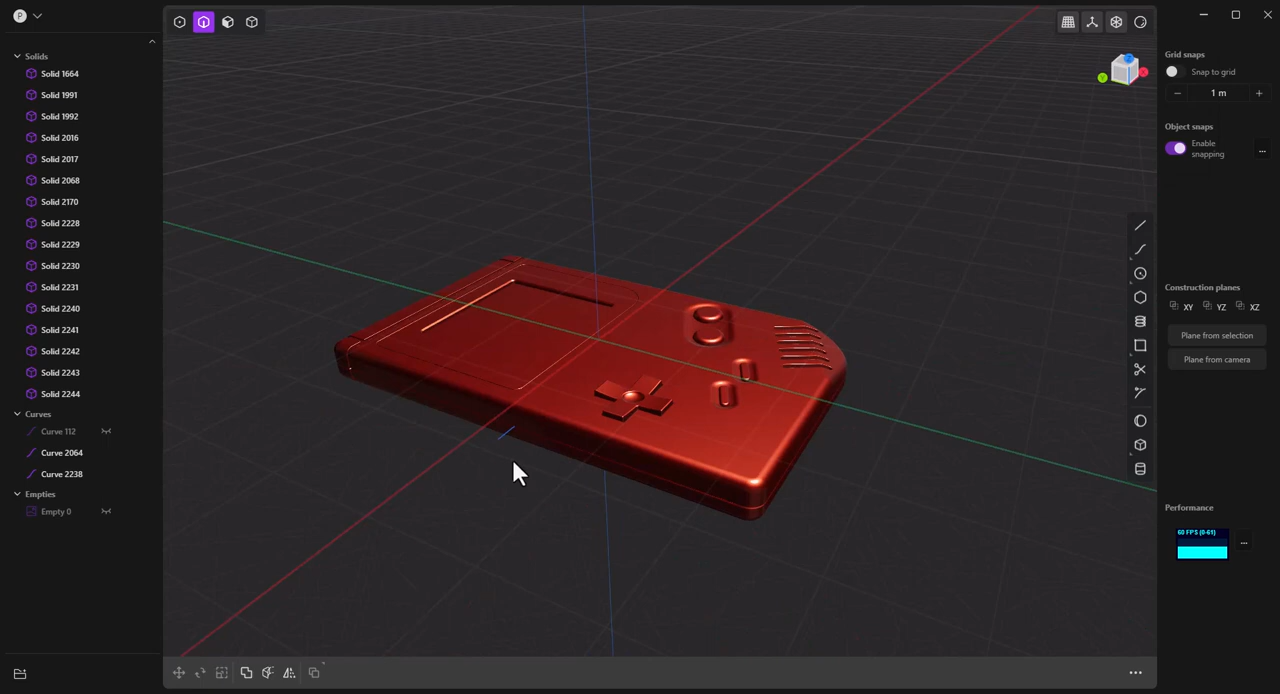 P
Solids
Solid 1664
Solid 1991
Solid 1992
Solid 2016
Solid 2017
Solid 2068
Solid 2170
Solid 2228
Solid 2229
Solid 2230
Solid 2231
Solid 2240
Solid 2241
Solid 2242
Solid 2243
Solid 2244
Curves
Curve 112
Curve 2064
Curve 2238
Empties
Empty 0
Grid snaps
Snap to grid
1 m
Object snaps
Enable
snapping
...
Construction planes
XY YZ XZ
Plane from selection
Plane from camera
Performance
60 FPS (0-61)
...